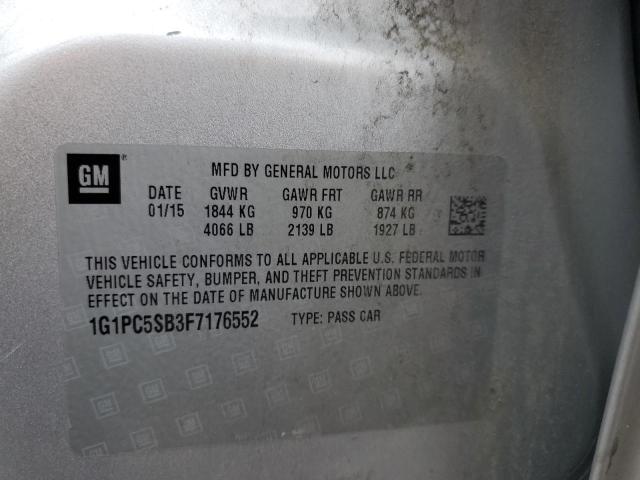 GM
MFD BY GENERAL MOTORS LLC
DATE GVWR GAWR FRT GAWR RR
01/15 1844 KG 970 KG 874 KG
4066 LB 2139 LB 1927 LB
THIS VEHICLE CONFORMS TO ALL APPLICABLE U.S. FEDERAL MOTOR
VEHICLE SAFETY, BUMPER, AND THEFT PREVENTION STANDARDS IN
EFFECT ON THE DATE OF MANUFACTURE SHOWN ABOVE.
1G1PC5SB3F7176552 TYPE: PASS CAR